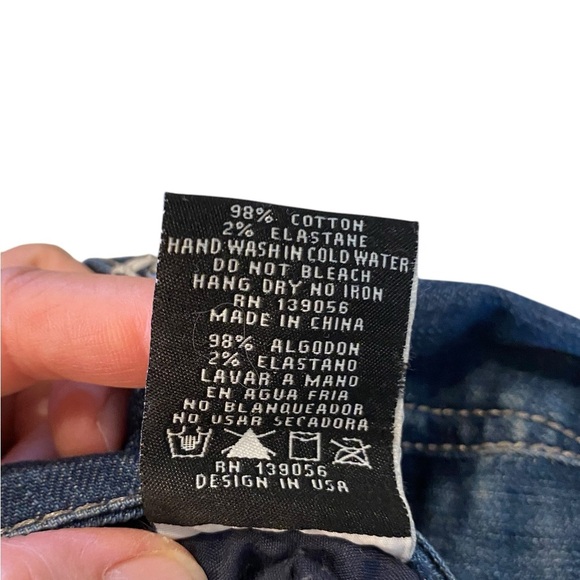 98% COTTON
2% ELASTANE
HAND WASH IN COLD WATER
DO NOT BLEACH
HANG DRY NO IRON
RN 139056
MADE IN CHINA
98% ALGODON
2% ELASTANO
LAVAR A MANO
EN AGUA FRIA
NO BLANQUEADOR
NO USAR SECADORA
RN 139056
DESIGN IN USA